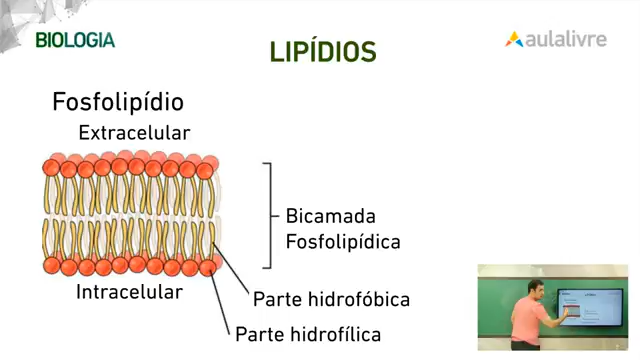 BIOLOGIA
LIPÍDIOS
aulalivre
Fosfolipídio
Extracelular
Bicamada
Fosfolipídica
Intracelular
Parte hidrofóbica
Parte hidrofílica